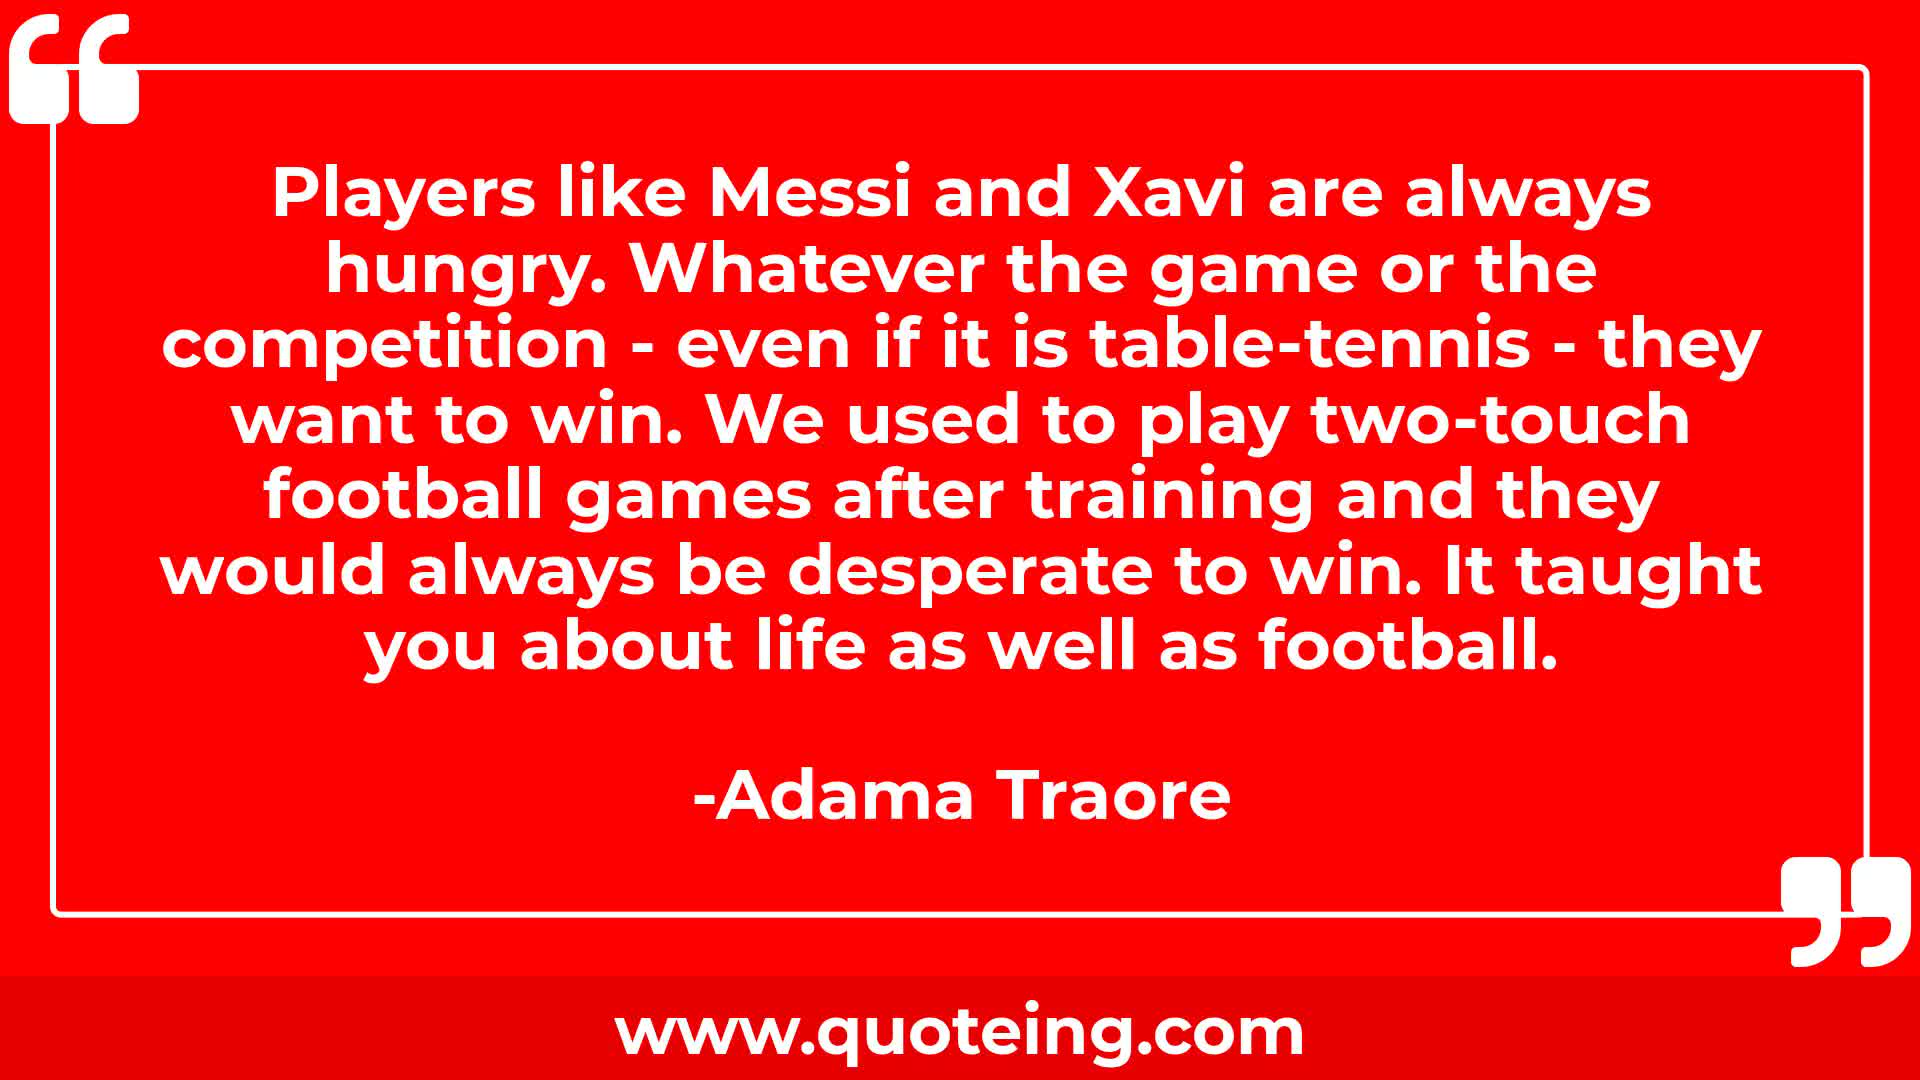 Players like Messi and Xavi are always
hungry. Whatever the game or the
competition - even if it is table-tennis - they
want to win. We used to play two-touch
football games after training and they
would always be desperate to win. It taught
you about life as well as football.
-Adama Traore
www.quoteing.com